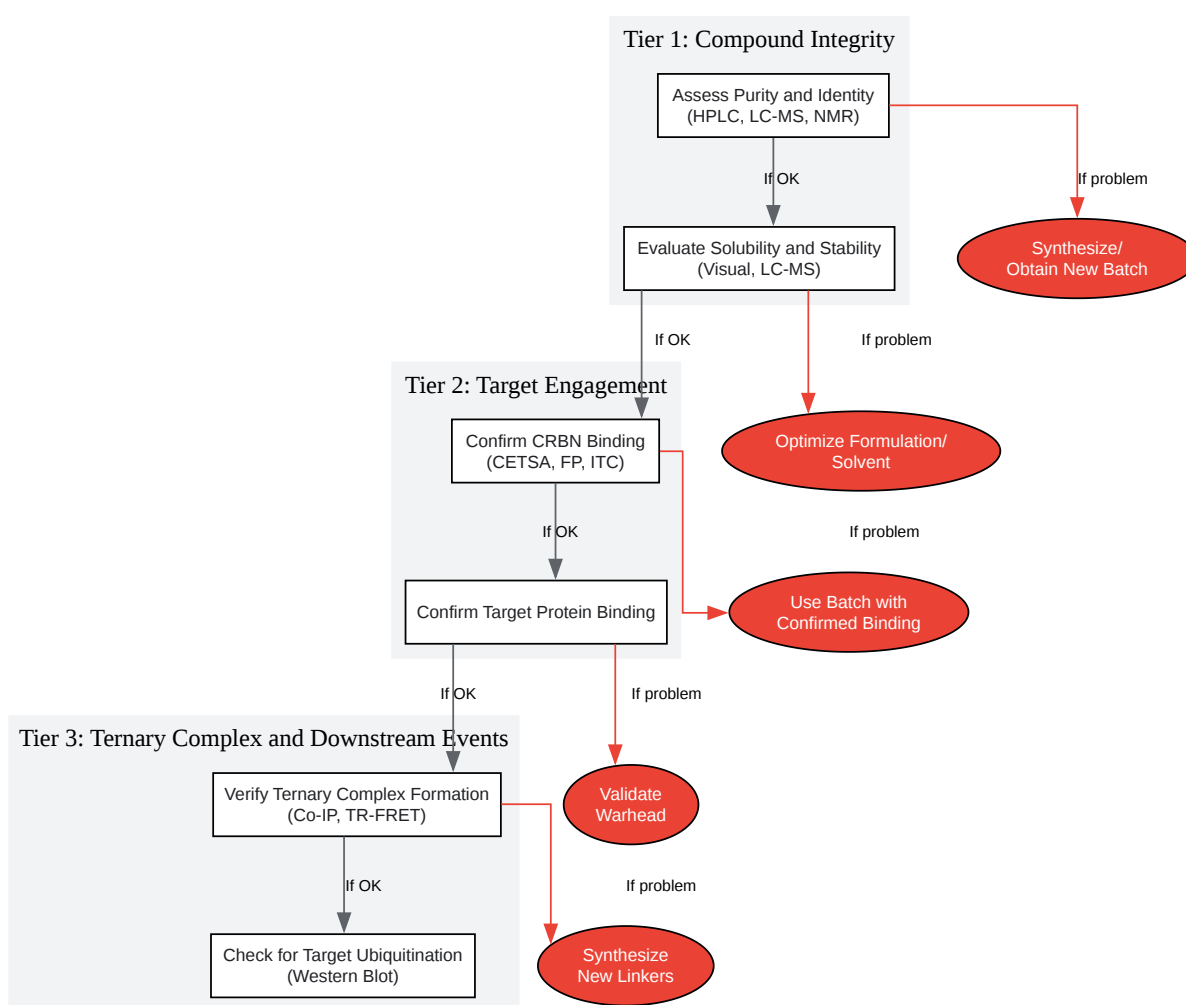 Tier 1: Compound Integrity
Assess Purity and Identity
(HPLC, LC-MS, NMR)
If OK
If problem
Evaluate Solubility and Stability
(Visual, LC-MS)
Synthesize/
Obtain New Batch
If OK
If problem
Tier 2: Target Engagement
Confirm CRBN Binding
(CETSA, FP, ITC)
Optimize Formulation/
Solvent
If OK
If problem
Confirm Target Protein Binding
Use Batch with
Confirmed Binding
If OK
If problem
Tier 3: Ternary Complex and Downstream Events
Verify Ternary Complex Formation
(Co-IP, TR-FRET)
Validate
Warhead
If OK
If problem
Check for Target Ubiquitination
(Western Blot)
Synthesize
New Linkers